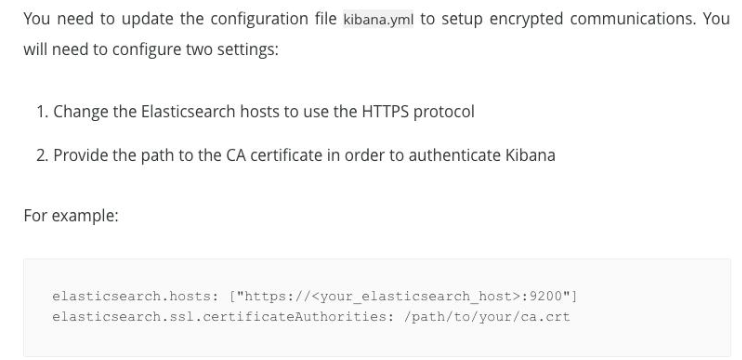 You need to update the configuration file kibana.yml to setup encrypted communications. You
will need to configure two settings:
1. Change the Elasticsearch hosts to use the HTTPS protocol
2. Provide the path to the CA certificate in order to authenticate Kibana
For example:
elasticsearch.hosts: ["https://<your_elasticsearch_host>:9200"]
elasticsearch.ssl.certificateAuthorities: /path/to/your/ca.crt